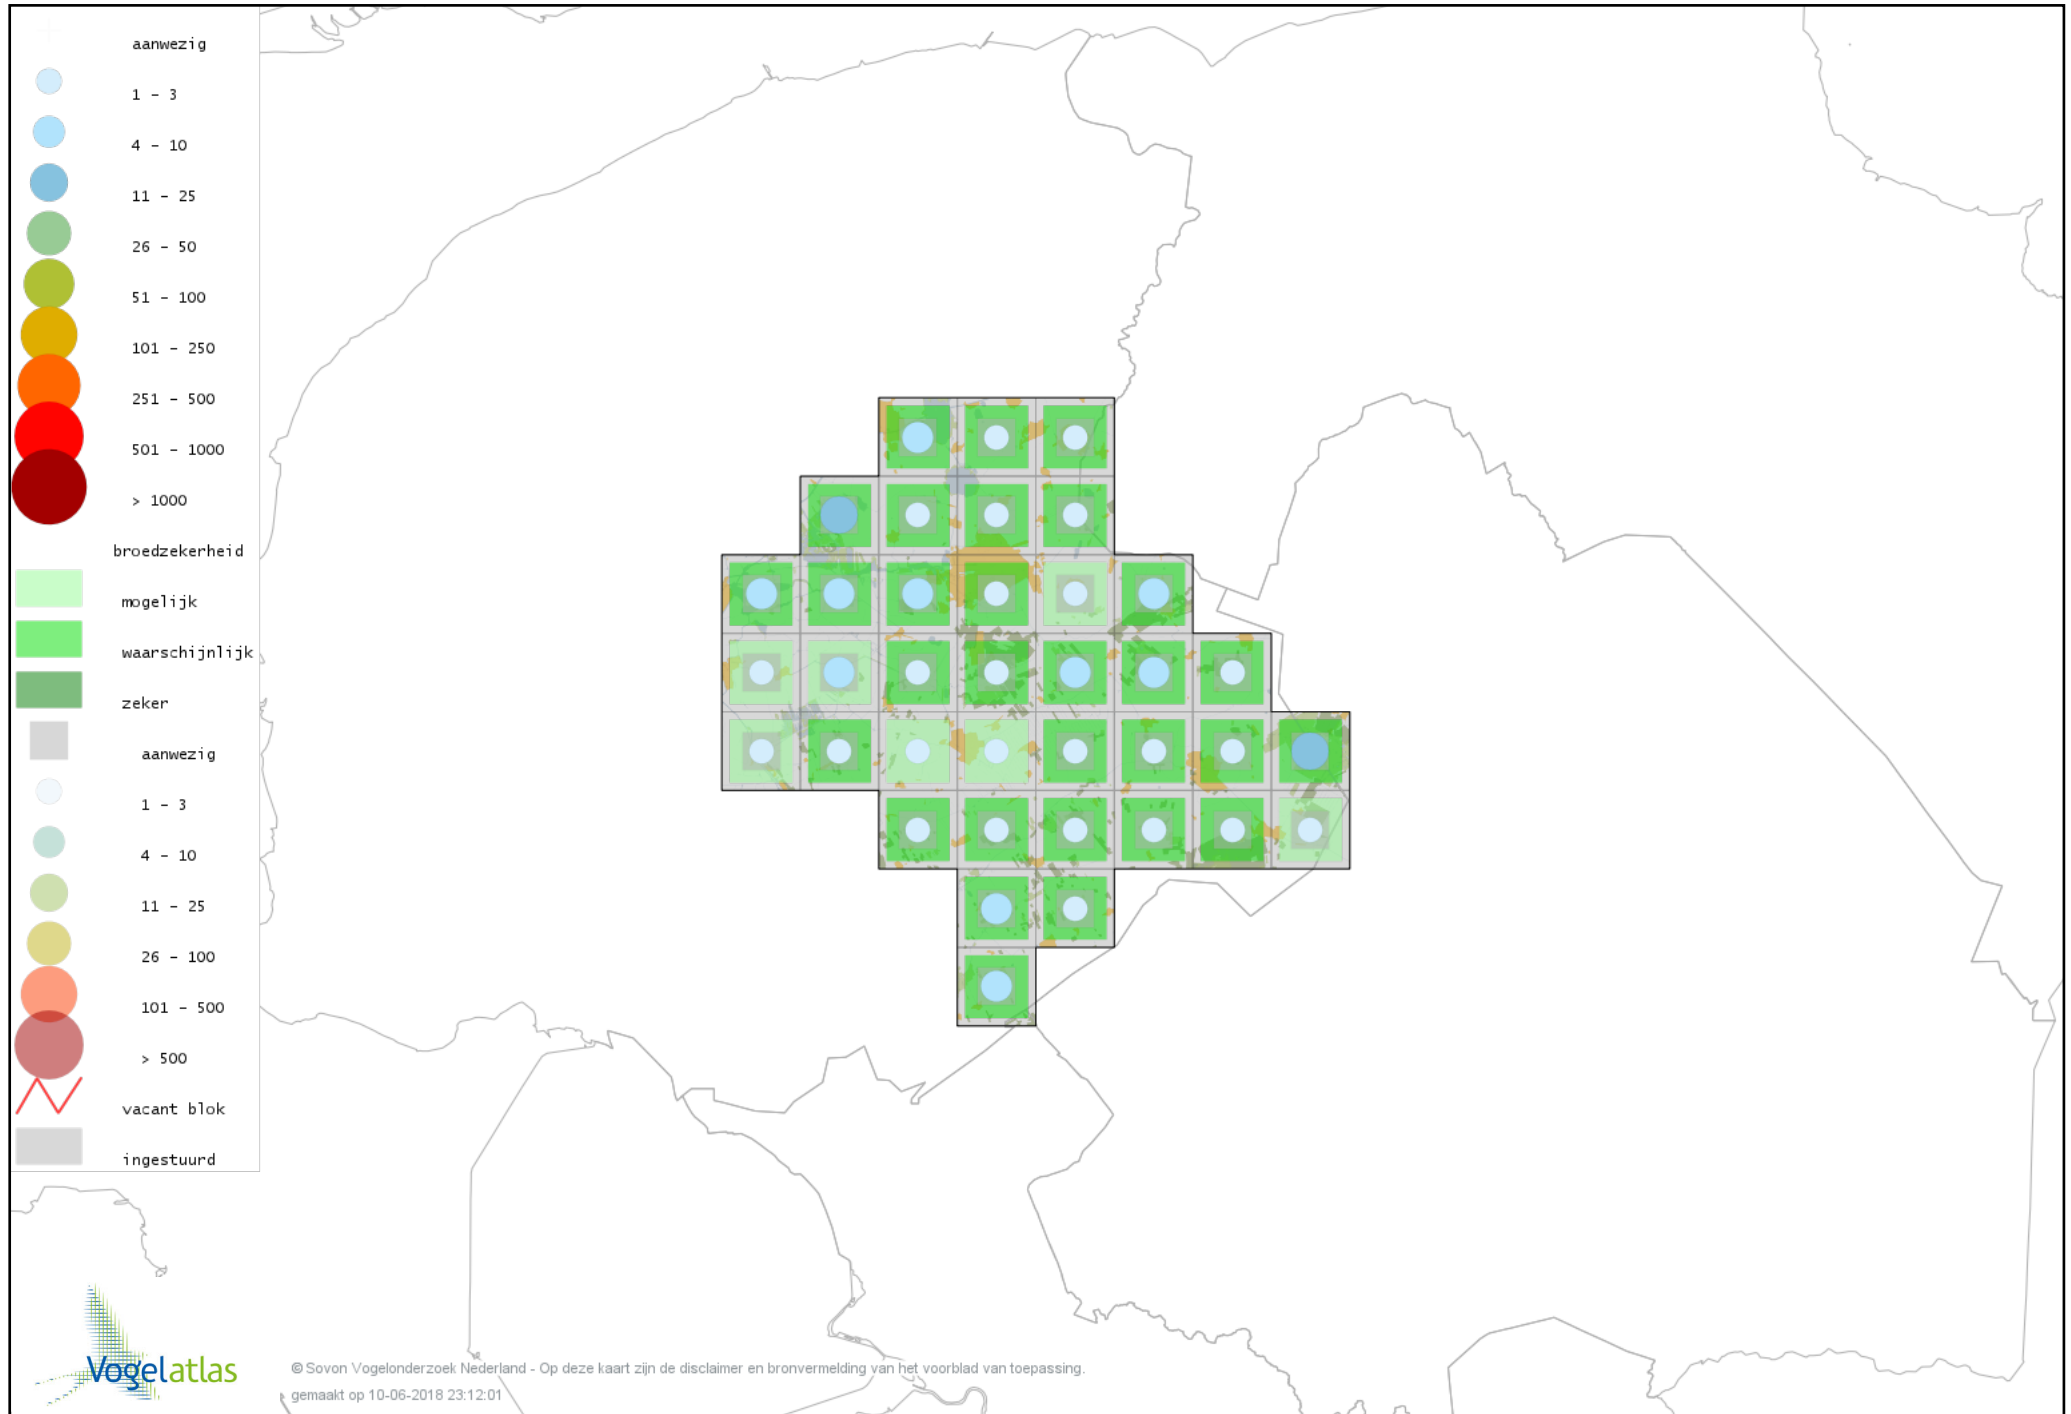 aanwezig
1 - 3
4 - 10
11 - 25
26 - 50
51 - 100
101 - 250
251 - 500
501 - 1000
> 1000
broedzekerheid
mogelijk
waarschijnlijk
zeker
aanwezig
1 - 3
4 - 10
11 - 25
26 - 100
101 - 500
> 500
vacant blok
ingestuurd
Vogelatlas
© Sovon Vogelonderzoek Nederland - Op deze kaart zijn de disclaimer en bronvermelding van het voorblad van toepassing.
gemaakt op 10-06-2018 23:12:01